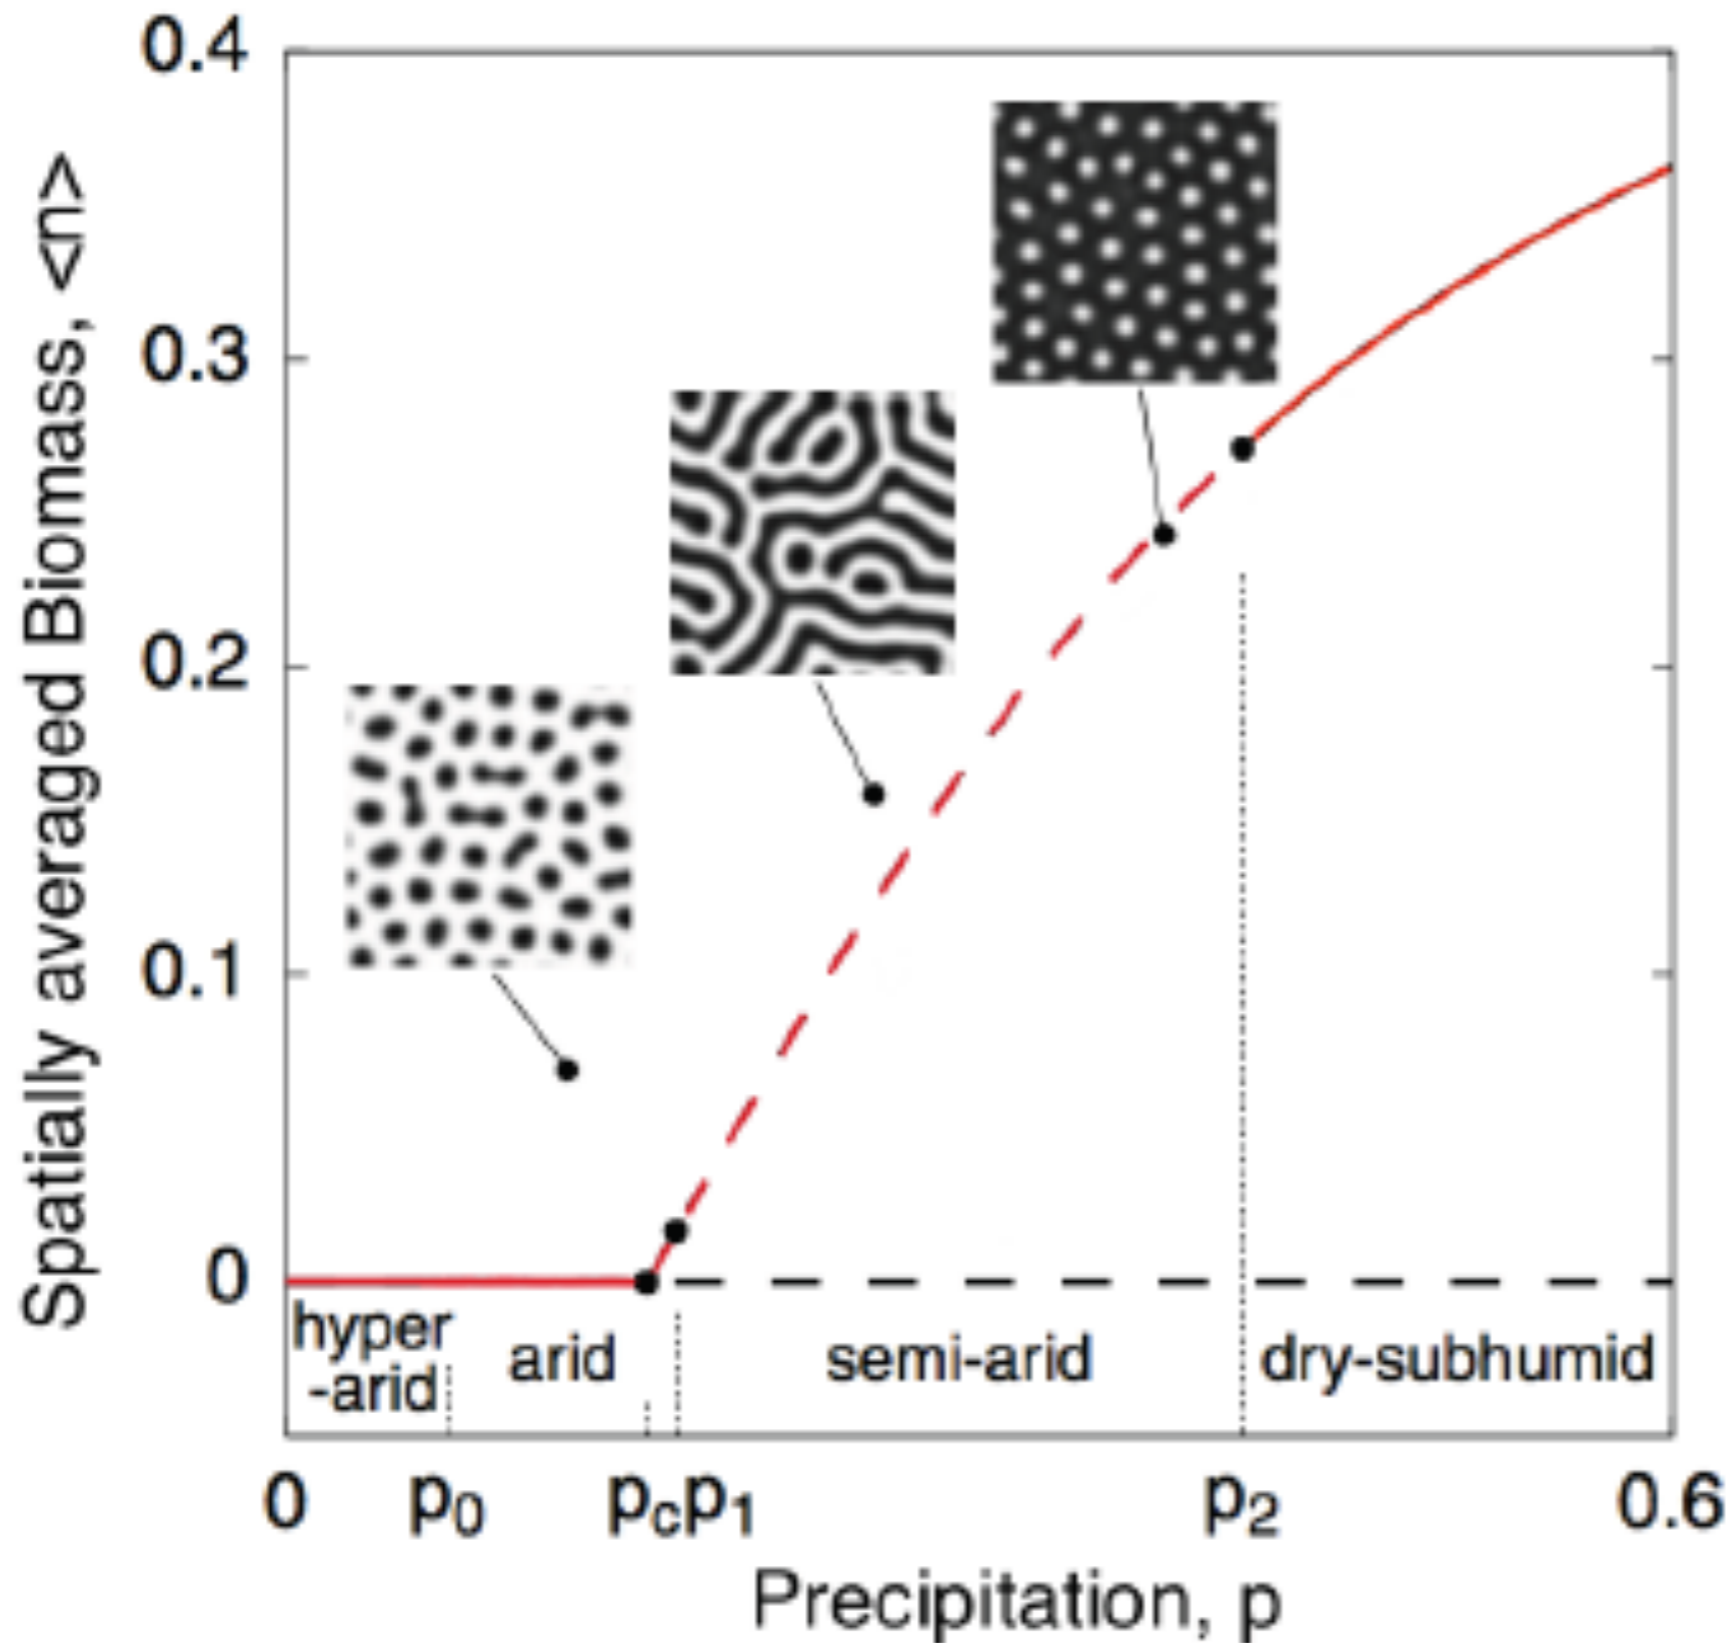 Spatially averaged Biomass, <n>
0.4
0.3
0.2
0.1
0
hyper
-arid
arid
semi-arid
dry-subhumid
0
p0
pc
p1
p2
0.6
Precipitation, p